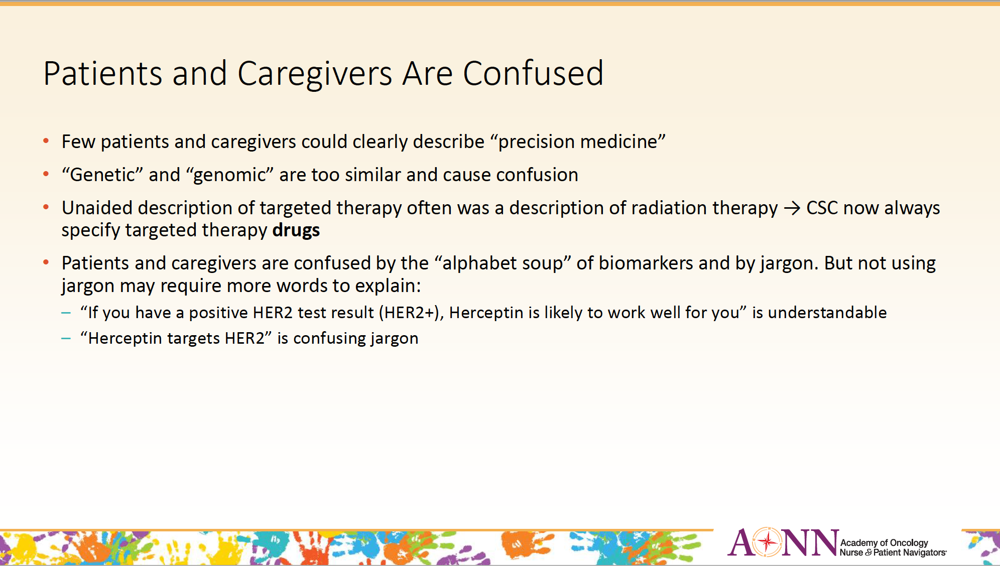 Patients and Caregivers Are Confused
• Few patients and caregivers could clearly describe “precision medicine”
• “Genetic” and “genomic” are too similar and cause confusion
• Unaided description of targeted therapy often was a description of radiation therapy → CSC now always
specify targeted therapy drugs
• Patients and caregivers are confused by the “alphabet soup” of biomarkers and by jargon. But not using
jargon may require more words to explain:
– “If you have a positive HER2 test result (HER2+), Herceptin is likely to work well for you” is understandable
– “Herceptin targets HER2” is confusing jargon
AONN
Academy of Oncology
Nurse & Patient Navigators